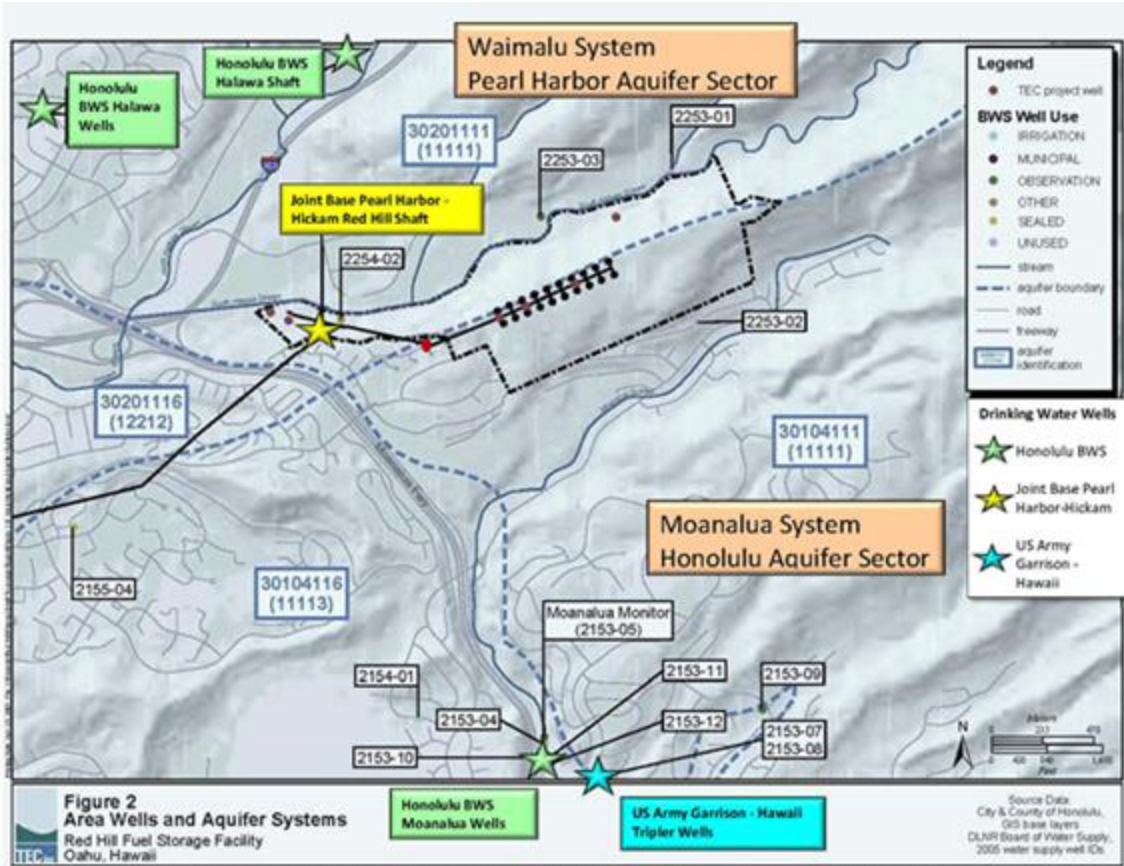 Waimalu System
Pearl Harbor Aquifer Sector
Honolulu BWS
Halawa Shaft
Honolulu
BWS Halawa
Wells
30201111
(11111)
2253-01
2253-03
Joint Base Pearl Harbor -
Hickam Red Hill Shaft
2254-02
2253-02
30201116
(12212)
30104111
(11111)
Moanalua System
Honolulu Aquifer Sector
2155-04
30104116
(11113)
Moanalua Monitor
(2153-05)
2154-01
2153-11
2153-09
2153-04
2153-12
2153-07
2153-08
2153-10
Legend
TEC project well
BWS Well Use
IRRIGATION
MUNICIPAL
OBSERVATION
OTHER
SEALED
UNUSED
stream
aquifer boundary
road
freeway
aquifer
identification
Drinking Water Wells
Honolulu BWS
Joint Base Pearl
Harbor-Hickam
US Army
Garrison -
Hawaii
N
Meters
Feet
TEC
Figure 2
Area Wells and Aquifer Systems
Red Hill Fuel Storage Facility
Oahu, Hawaii
Honolulu BWS
Moanalua Wells
US Army Garrison - Hawaii
Tripler Wells
Source Data:
City & County of Honolulu,
GIS base layers
DLNR Board of Water Supply,
2005 water supply well IDs